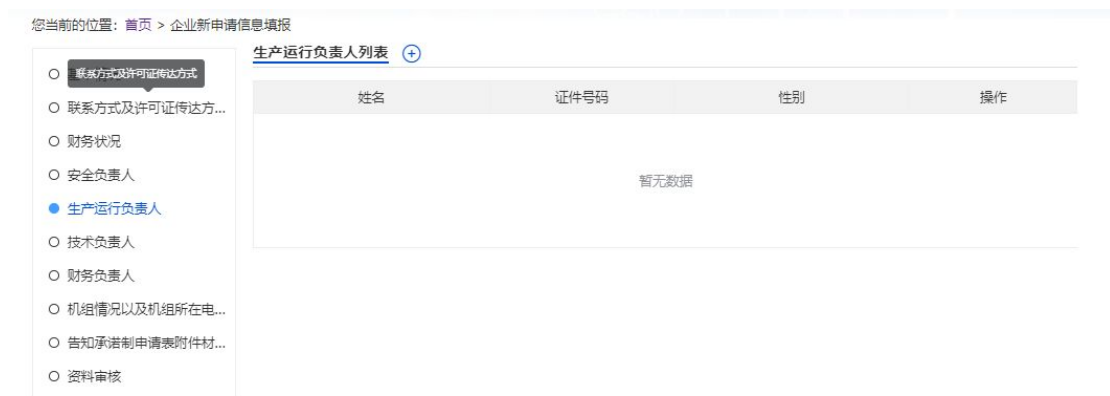 您当前的位置：首页 > 企业新申请信息填报
生产运行负责人列表
联系方式及许可证传达方式
联系方式及许可证传达方...
财务状况
安全负责人
生产运行负责人
技术负责人
财务负责人
机组情况以及机组所在电...
告知承诺制申请表附件材...
资料审核
姓名 证件号码 性别 操作
暂无数据